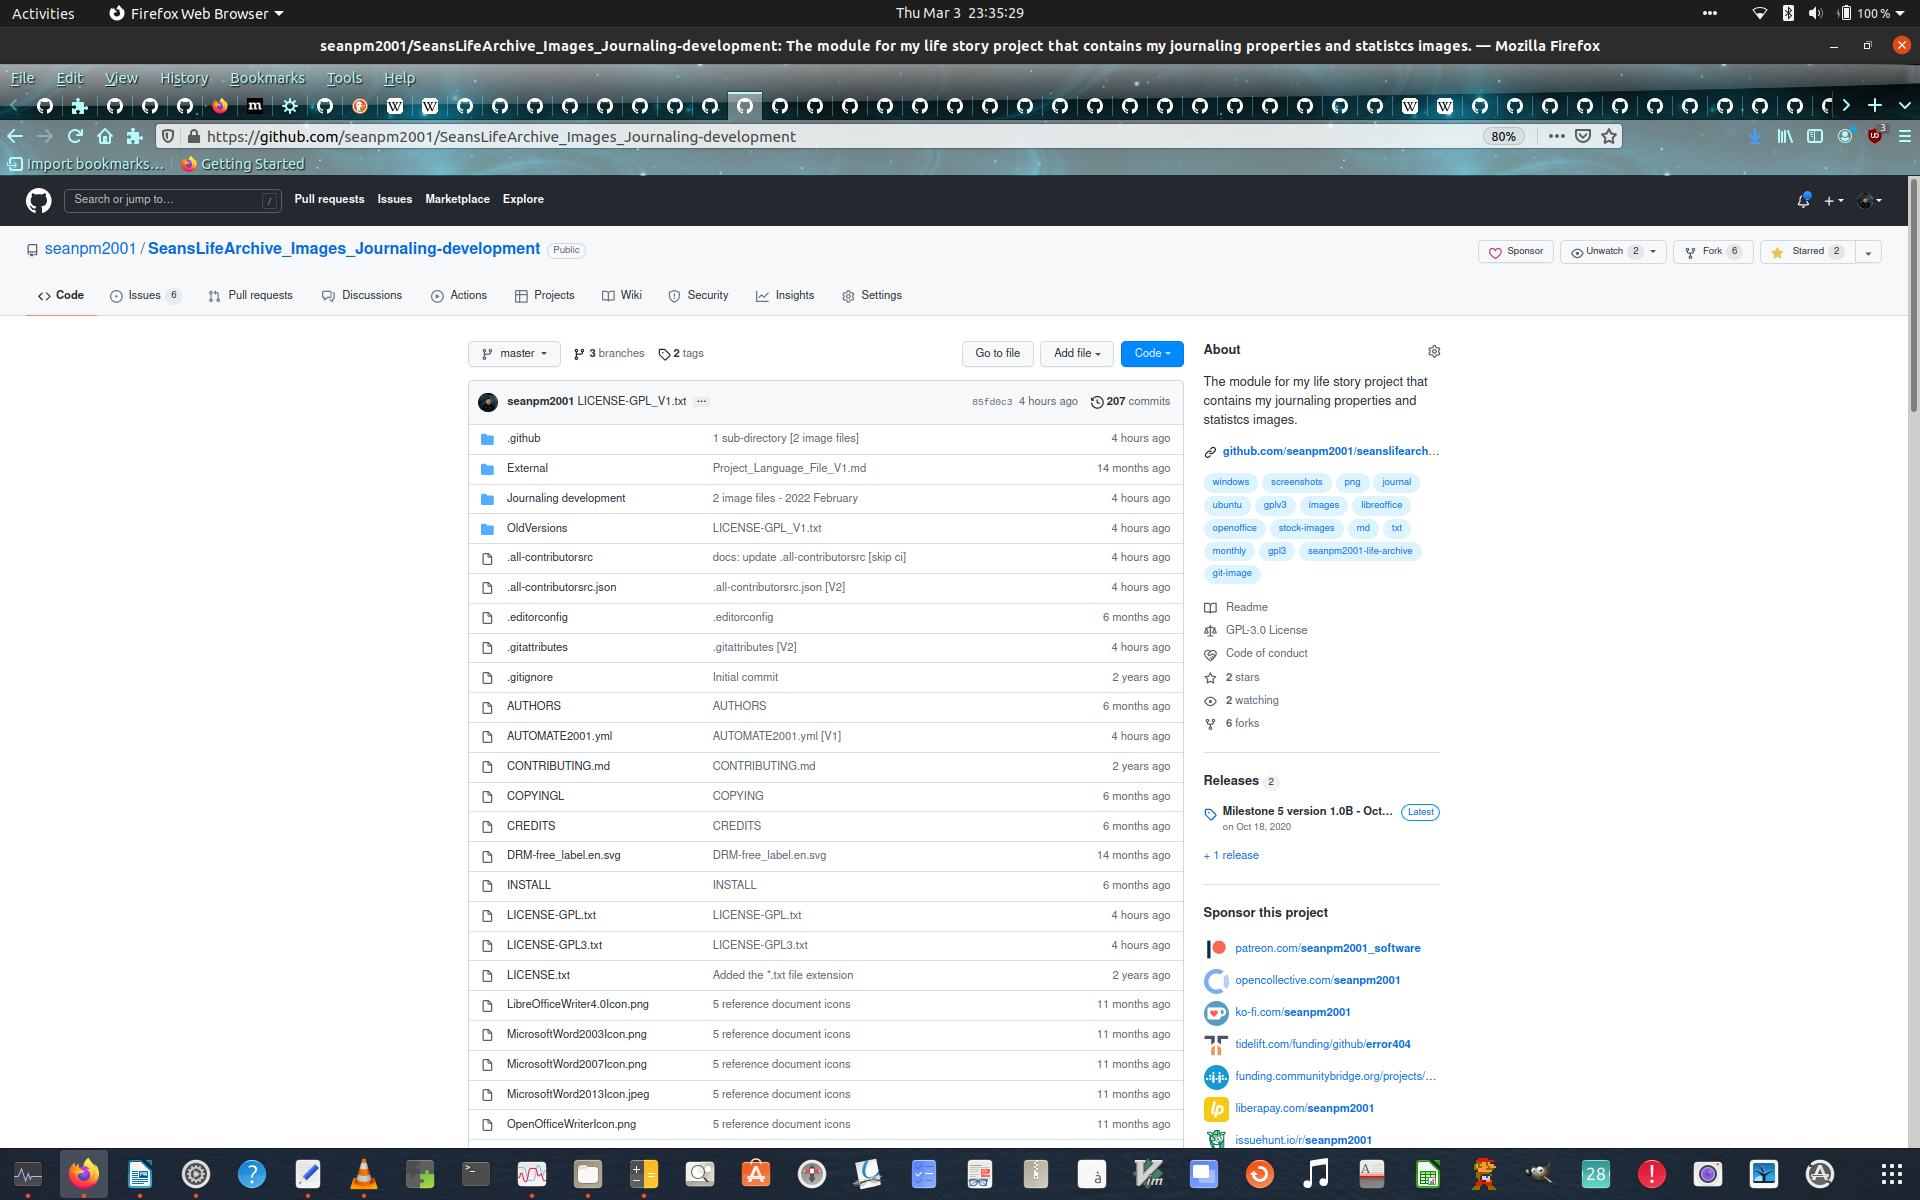 Activities
Firefox Web Browser
Thu Mar 3 23:35:29
100 %
seanpm2001/SeansLifeArchive_Images_Journaling-development: The module for my life story project that contains my journaling properties and statistcs images. — Mozilla Firefox
File Edit View History Bookmarks Tools Help
https://github.com/seanpm2001/SeansLifeArchive_Images_Journaling-development
80%
3
Import bookmarks...
Getting Started
Search or jump to...
/
Pull requests Issues Marketplace Explore
seanpm2001 / SeansLifeArchive_Images_Journaling-development Public
Sponsor
Unwatch 2
Fork 6
Starred 2
Code
Issues 6
Pull requests
Discussions
Actions
Projects
Wiki
Security
Insights
Settings
master
3 branches
2 tags
Go to file
Add file
Code
seanpm2001 LICENSE-GPL_V1.txt ...
85fd0c3 4 hours ago
207 commits
.github 1 sub-directory [2 image files] 4 hours ago
External Project_Language_File_V1.md 14 months ago
Journaling development 2 image files - 2022 February 4 hours ago
OldVersions LICENSE-GPL_V1.txt 4 hours ago
.all-contributorsrc docs: update .all-contributorsrc [skip ci] 4 hours ago
.all-contributorsrc.json .all-contributorsrc.json [V2] 4 hours ago
.editorconfig .editorconfig 6 months ago
.gitattributes .gitattributes [V2] 4 hours ago
.gitignore Initial commit 2 years ago
AUTHORS AUTHORS 6 months ago
AUTOMATE2001.yml AUTOMATE2001.yml [V1] 4 hours ago
CONTRIBUTING.md CONTRIBUTING.md 2 years ago
COPYINGL COPYING 6 months ago
CREDITS CREDITS 6 months ago
DRM-free_label.en.svg DRM-free_label.en.svg 14 months ago
INSTALL INSTALL 6 months ago
LICENSE-GPL.txt LICENSE-GPL.txt 4 hours ago
LICENSE-GPL3.txt LICENSE-GPL3.txt 4 hours ago
LICENSE.txt Added the *.txt file extension 2 years ago
LibreOfficeWriter4.0Icon.png 5 reference document icons 11 months ago
MicrosoftWord2003Icon.png 5 reference document icons 11 months ago
MicrosoftWord2007Icon.png 5 reference document icons 11 months ago
MicrosoftWord2013Icon.jpeg 5 reference document icons 11 months ago
OpenOfficeWriterIcon.png 5 reference document icons 11 months ago
About
The module for my life story project that
contains my journaling properties and
statistcs images.
github.com/seanpm2001/seanslifearch...
windows screenshots png journal
ubuntu gplv3 images libreoffice
openoffice stock-images md txt
monthly gpl3 seanpm2001-life-archive
git-image
Readme
GPL-3.0 License
Code of conduct
2 stars
2 watching
6 forks
Releases 2
Milestone 5 version 1.0B - Oct... Latest
on Oct 18, 2020
+ 1 release
Sponsor this project
patreon.com/seanpm2001_software
opencollective.com/seanpm2001
ko-fi.com/seanpm2001
tidelift.com/funding/github/error404
funding.communitybridge.org/projects/...
liberapay.com/seanpm2001
issuehunt.io/r/seanpm2001
28